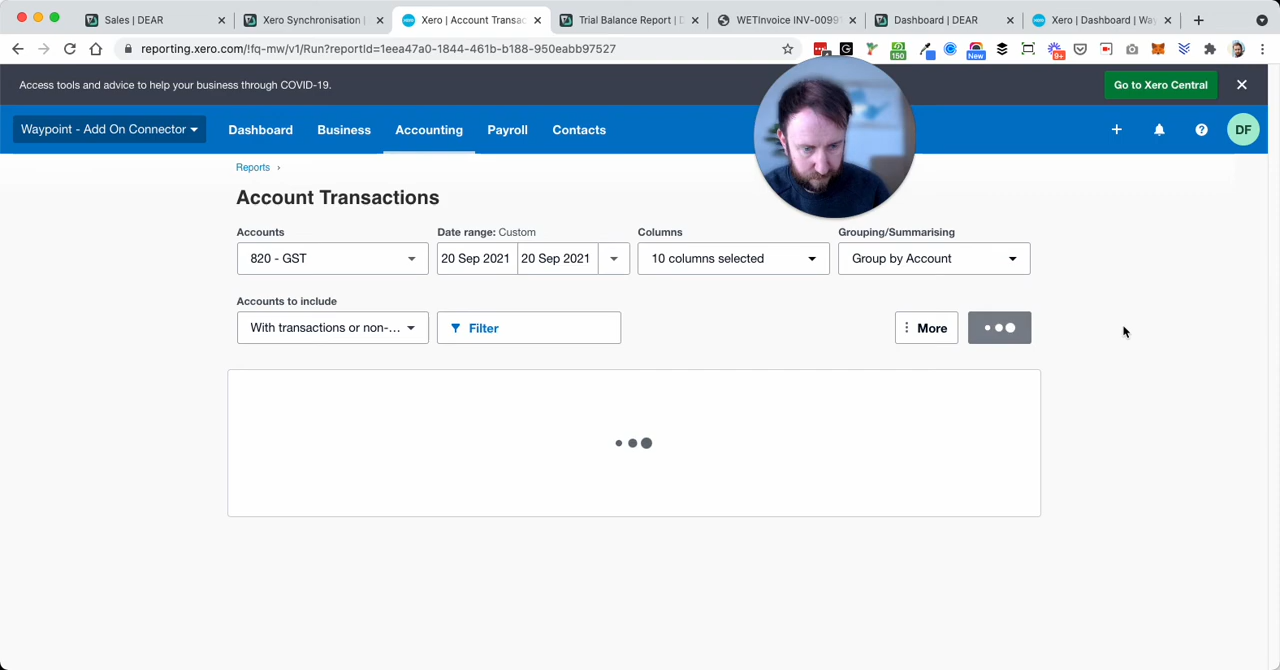 Sales | DEAR
Xero Synchronisation |
Xero | Account Transac
Trial Balance Report | D
WETInvoice INV-0099
Dashboard | DEAR
Xero | Dashboard | Way
reporting.xero.com/!fq-mw/v1/Run?reportId=1eea47a0-1844-461b-b188-950eabb97527
150
New
9+
Access tools and advice to help your business through COVID-19.
Go to Xero Central
Waypoint - Add On Connector
Dashboard
Business
Accounting
Payroll
Contacts
DF
Reports
Account Transactions
Accounts
Date range: Custom
Columns
Grouping/Summarising
820 - GST
20 Sep 2021
20 Sep 2021
10 columns selected
Group by Account
Accounts to include
With transactions or non-...
Filter
More